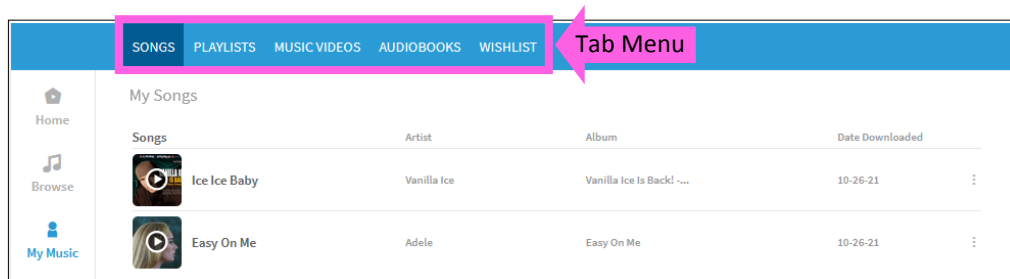 SONGS PLAYLISTS MUSIC VIDEOS AUDIOBOOKS WISHLIST Tab Menu
Home
Browse
My Music
My Songs
Songs Artist Album Date Downloaded
Ice Ice Baby Vanilla Ice Vanilla Ice Is Back! -... 10-26-21
Easy On Me Adele Easy On Me 10-26-21